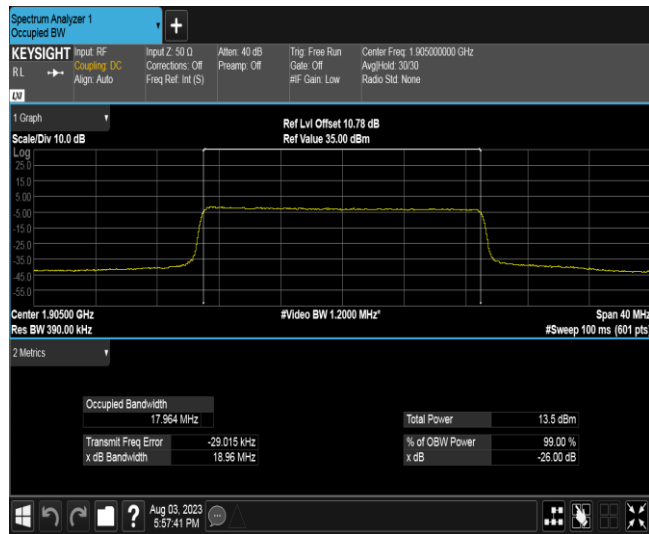 Spectrum Analyzer 1
Occupied BW
+
KEYSIGHT
RL
LXI
Input: RF
Coupling: DC
Align: Auto
Input Z: 50 Ω
Corrections: Off
Freq Ref: Int (S)
Atten: 40 dB
Preamp: Off
Trig: Free Run
Gate: Off
#IF Gain: Low
Center Freq: 1.905000000 GHz
Avg|Hold: 30/30
Radio Std: None
1 Graph
Scale/Div 10.0 dB
Ref Lvl Offset 10.78 dB
Ref Value 35.00 dBm
Log
25.0
15.0
5.00
-5.00
-15.0
-25.0
-35.0
-45.0
-55.0
Center 1.90500 GHz
#Video BW 1.2000 MHz*
Span 40 MHz
Res BW 390.00 kHz
#Sweep 100 ms (601 pts)
2 Metrics
Occupied Bandwidth
17.964 MHz
Total Power 13.5 dBm
Transmit Freq Error -29.015 kHz
% of OBW Power 99.00 %
x dB Bandwidth 18.96 MHz
x dB -26.00 dB
?
Aug 03, 2023
5:57:41 PM